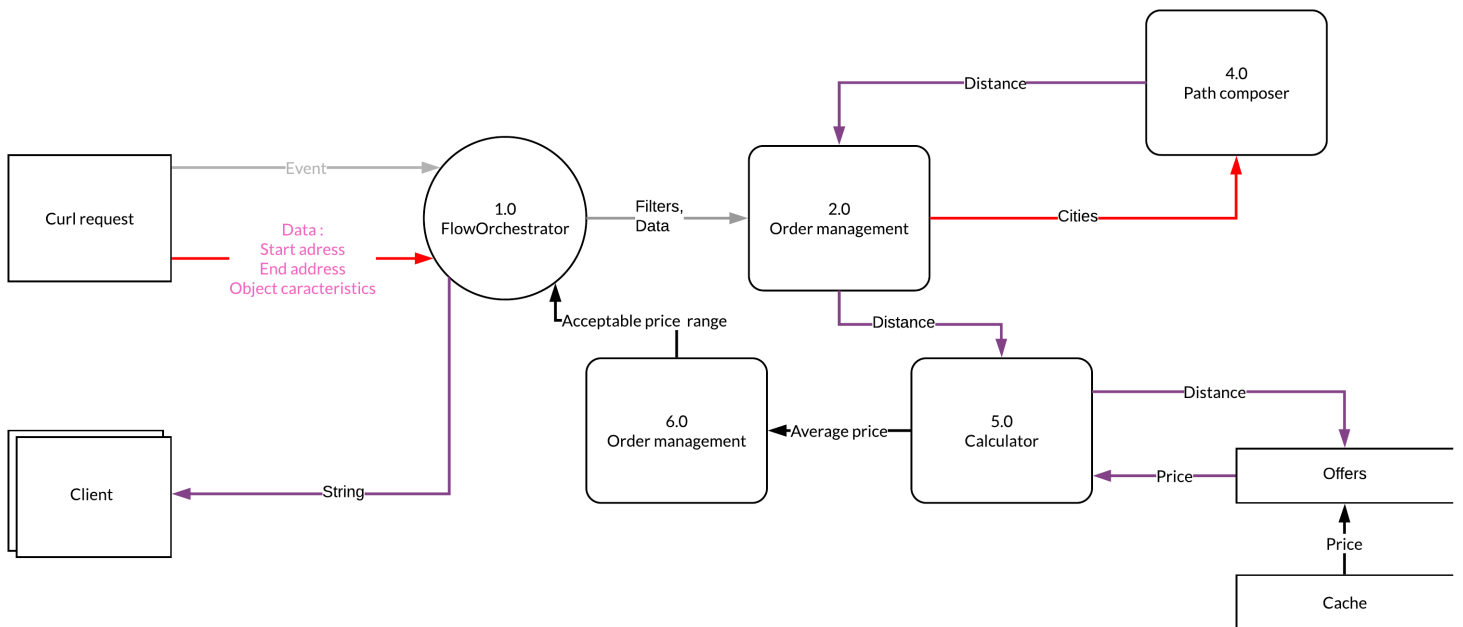 4.0
Path composer
Distance
Event
Curl request
1.0
FlowOrchestrator
Filters,
Data
2.0
Order management
Cities
Data :
Start adress
End address
Object caracteristics
Acceptable price range
Distance
6.0
Order management
Average price
5.0
Calculator
Distance
Price
Offers
Client
String
Price
Cache